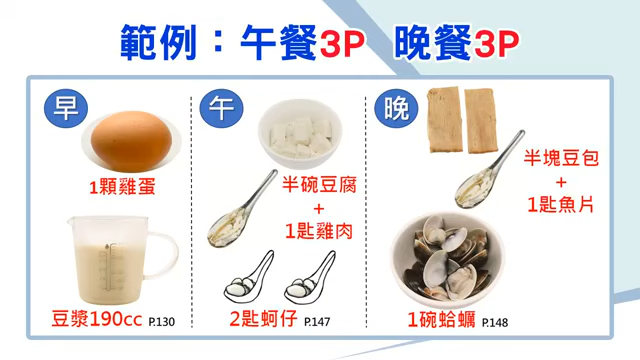 範例：午餐3P 晚餐3P
早
1顆雞蛋
豆漿190cc P.130
午
半碗豆腐
+
1匙雞肉
2匙蚵仔 P.147
晚
半塊豆包
+
1匙魚片
1碗蛤蠣 P.148